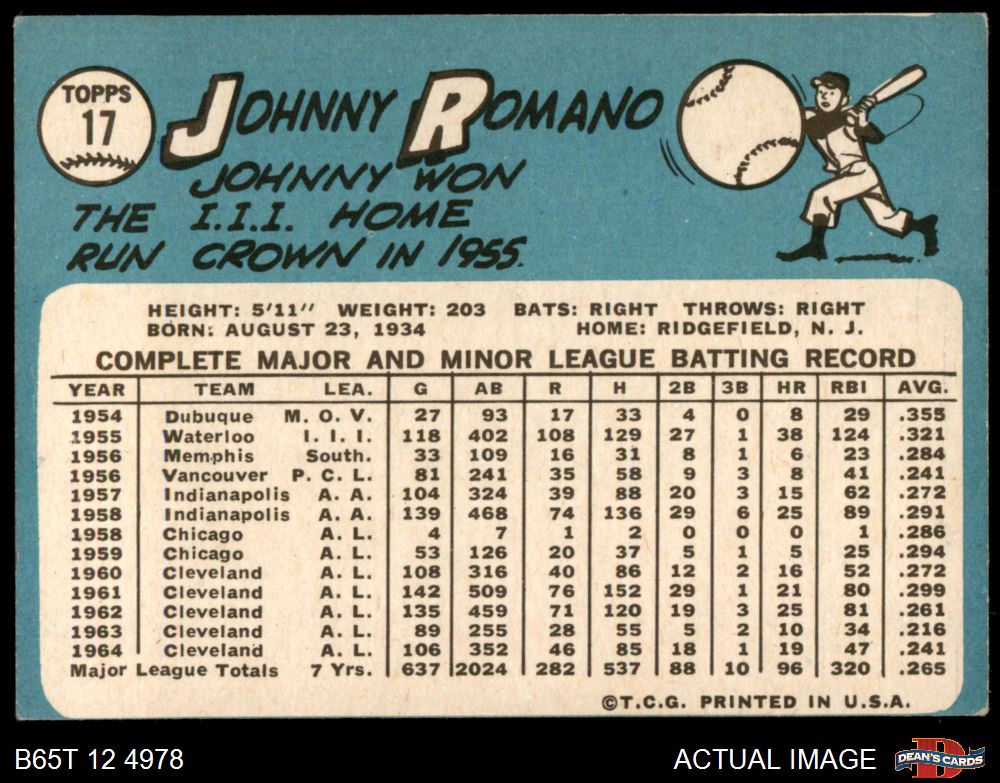 TOPPS
17
JOHNNY ROMANO
JOHNNY WON
THE I.I.I. HOME
RUN CROWN IN 1955.
HEIGHT: 5'11" WEIGHT: 203 BATS: RIGHT THROWS: RIGHT
BORN: AUGUST 23, 1934 HOME: RIDGEFIELD, N. J.
COMPLETE MAJOR AND MINOR LEAGUE BATTING RECORD
YEAR TEAM LEA. G AB R H 2B 3B HR RBI AVG.
1954 Dubuque M. O. V. 27 93 17 33 4 0 8 29 .355
1955 Waterloo I. I. I. 118 402 108 129 27 1 38 124 .321
1956 Memphis South. 33 109 16 31 8 1 6 23 .284
1956 Vancouver P. C. L. 81 241 35 58 9 3 8 41 .241
1957 Indianapolis A. A. 104 324 39 88 20 3 15 62 .272
1958 Indianapolis A. A. 139 468 74 136 29 6 25 89 .291
1958 Chicago A. L. 4 7 1 2 0 0 0 1 .286
1959 Chicago A. L. 53 126 20 37 5 1 5 25 .294
1960 Cleveland A. L. 108 316 40 86 12 2 16 52 .272
1961 Cleveland A. L. 142 509 76 152 29 1 21 80 .299
1962 Cleveland A. L. 135 459 71 120 19 3 25 81 .261
1963 Cleveland A. L. 89 255 28 55 5 2 10 34 .216
1964 Cleveland A. L. 106 352 46 85 18 1 19 47 .241
Major League Totals 7 Yrs. 637 2024 282 537 88 10 96 320 .265
©T.C.G. PRINTED IN U.S.A.
B65T 12 4978 ACTUAL IMAGE
D
DEAN'S CARDS